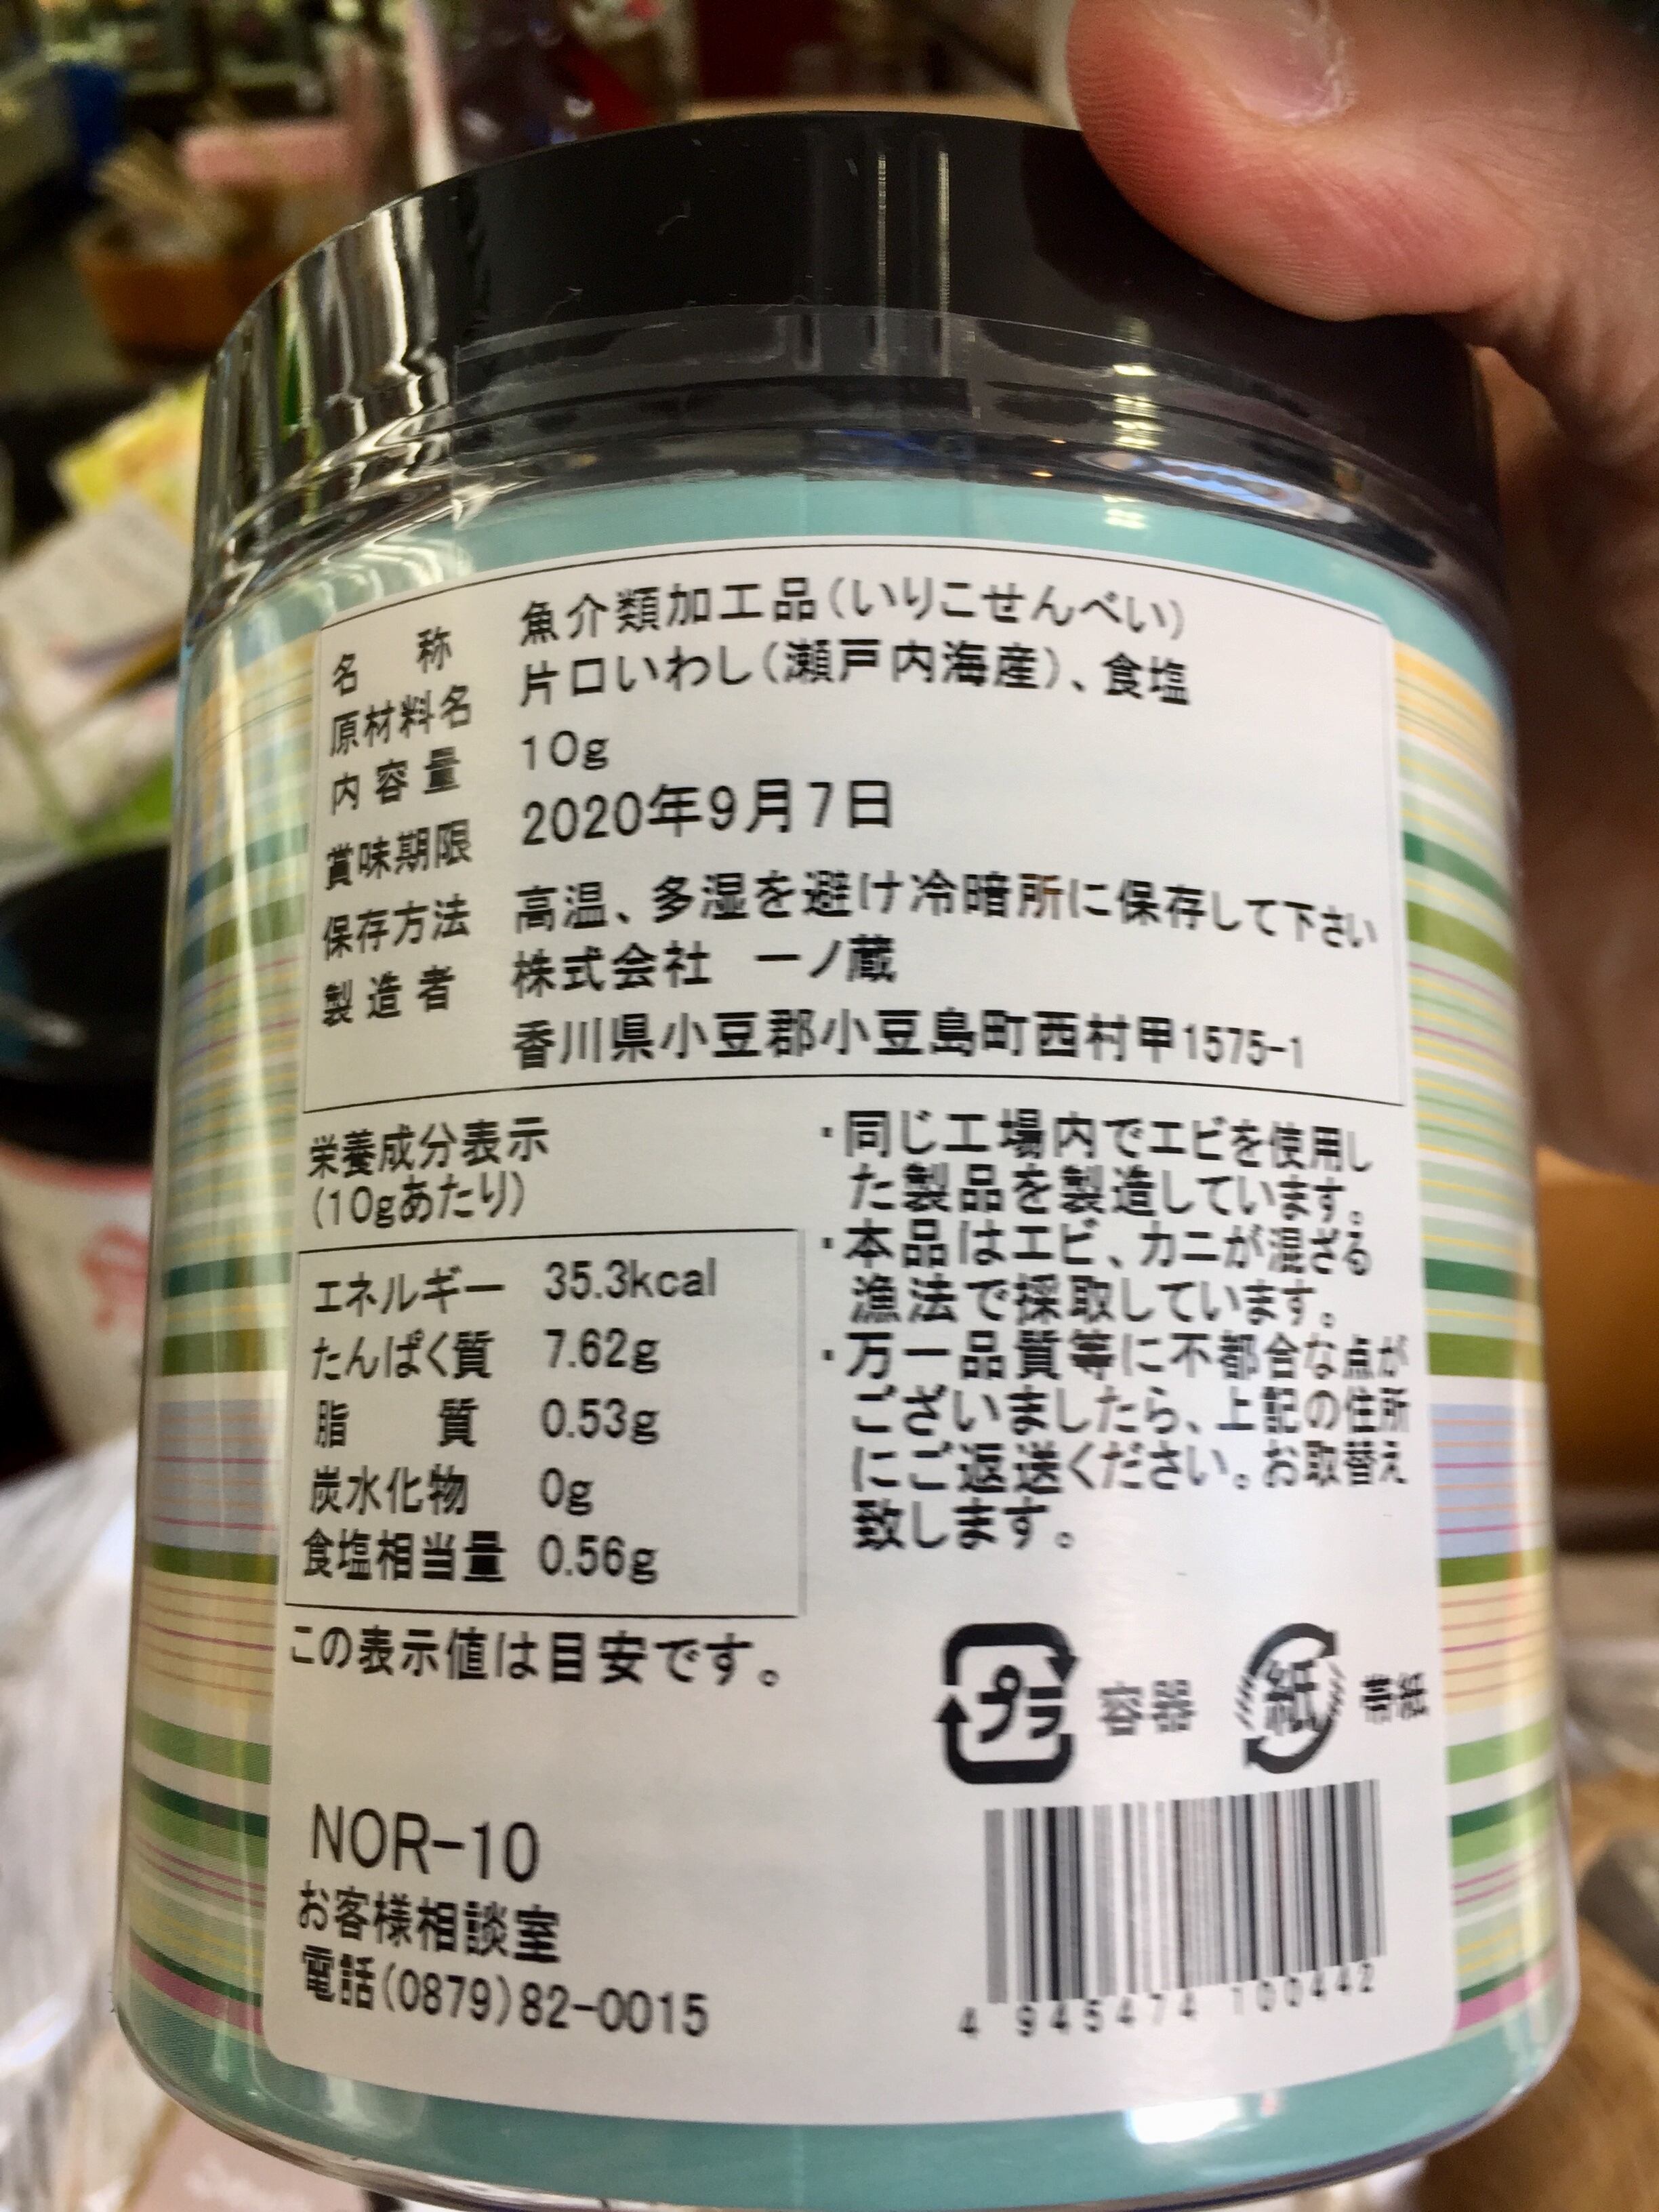 名 称 魚介類加工品(いりこせんべい)
原材料名 片口いわし(瀬戸内海産)、食塩
内容量 10g
賞味期限 2020年9月7日
保存方法 高温、多湿を避け冷暗所に保存して下さい
製造者 株式会社 一ノ蔵
香川県小豆郡小豆島町西村甲1575-1
栄養成分表示
(10gあたり)
エネルギー 35.3kcal
たんぱく質 7.62g
脂 質 0.53g
炭水化物 0g
食塩相当量 0.56g
この表示値は目安です。
・同じ工場内でエビを使用し
た製品を製造しています。
・本品はエビ、カニが混ざる
漁法で採取しています。
・万一品質等に不都合な点が
ございましたら、上記の住所
にご返送ください。お取替え
致します。
プラ 容器 紙 帯紙
NOR-10
お客様相談室
電話(0879)82-0015
4 945474 100442